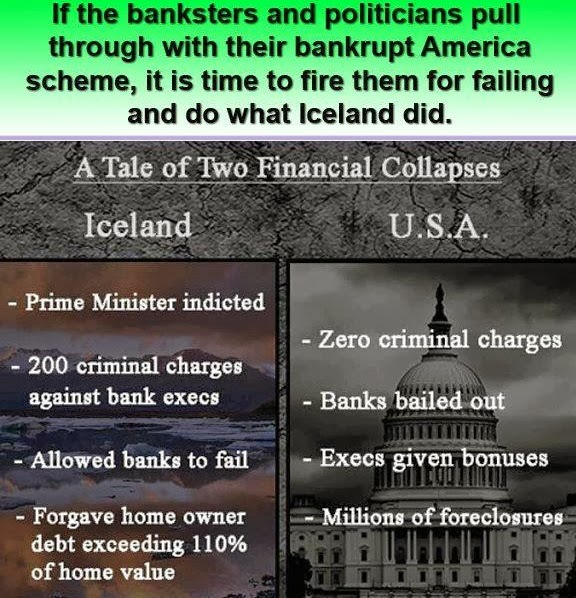 If the banksters and politicians pull
through with their bankrupt America
scheme, it is time to fire them for failing
and do what Iceland did.
A Tale of Two Financial Collapses
Iceland
- Prime Minister indicted
- 200 criminal charges
against bank execs
- Allowed banks to fail
- Forgave home owner
debt exceeding 110%
of home value
U.S.A.
- Zero criminal charges
- Banks bailed out
- Execs given bonuses
- Millions of foreclosures